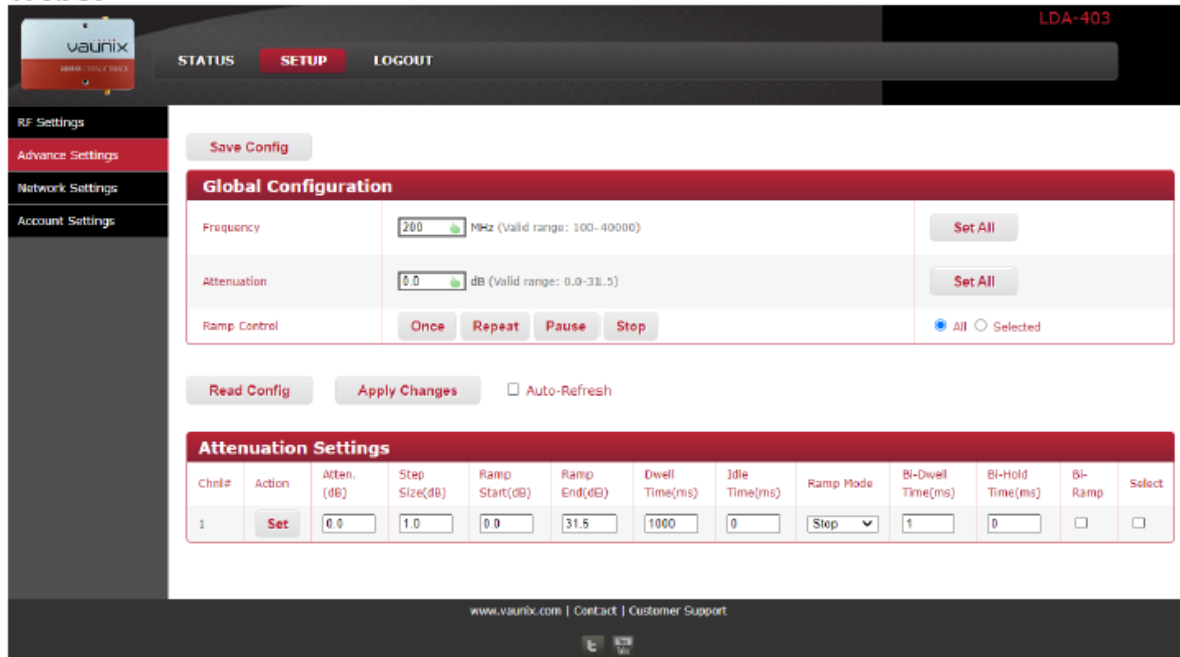 LDA-403
vaunix
STATUS SETUP LOGOUT
RF Settings
Advance Settings
Network Settings
Account Settings
Save Config
Global Configuration
Frequency 200 MHz (Valid range: 100-40000) Set All
Attenuation 0.0 dB (Valid range: 0.0-31.5) Set All
Ramp Control Once Repeat Pause Stop All Selected
Read Config Apply Changes Auto-Refresh
Attenuation Settings
Chnl# Action Atten. (dB) Step Size(dB) Ramp Start(dB) Ramp End(dB) Dwell Time(ms) Idle Time(ms) Ramp Mode Bi-Dwell Time(ms) Bi-Hold Time(ms) Bi-Ramp Select
1 Set 0.0 1.0 0.0 31.5 1000 0 Stop 1 0
www.vaunix.com | Contact | Customer Support